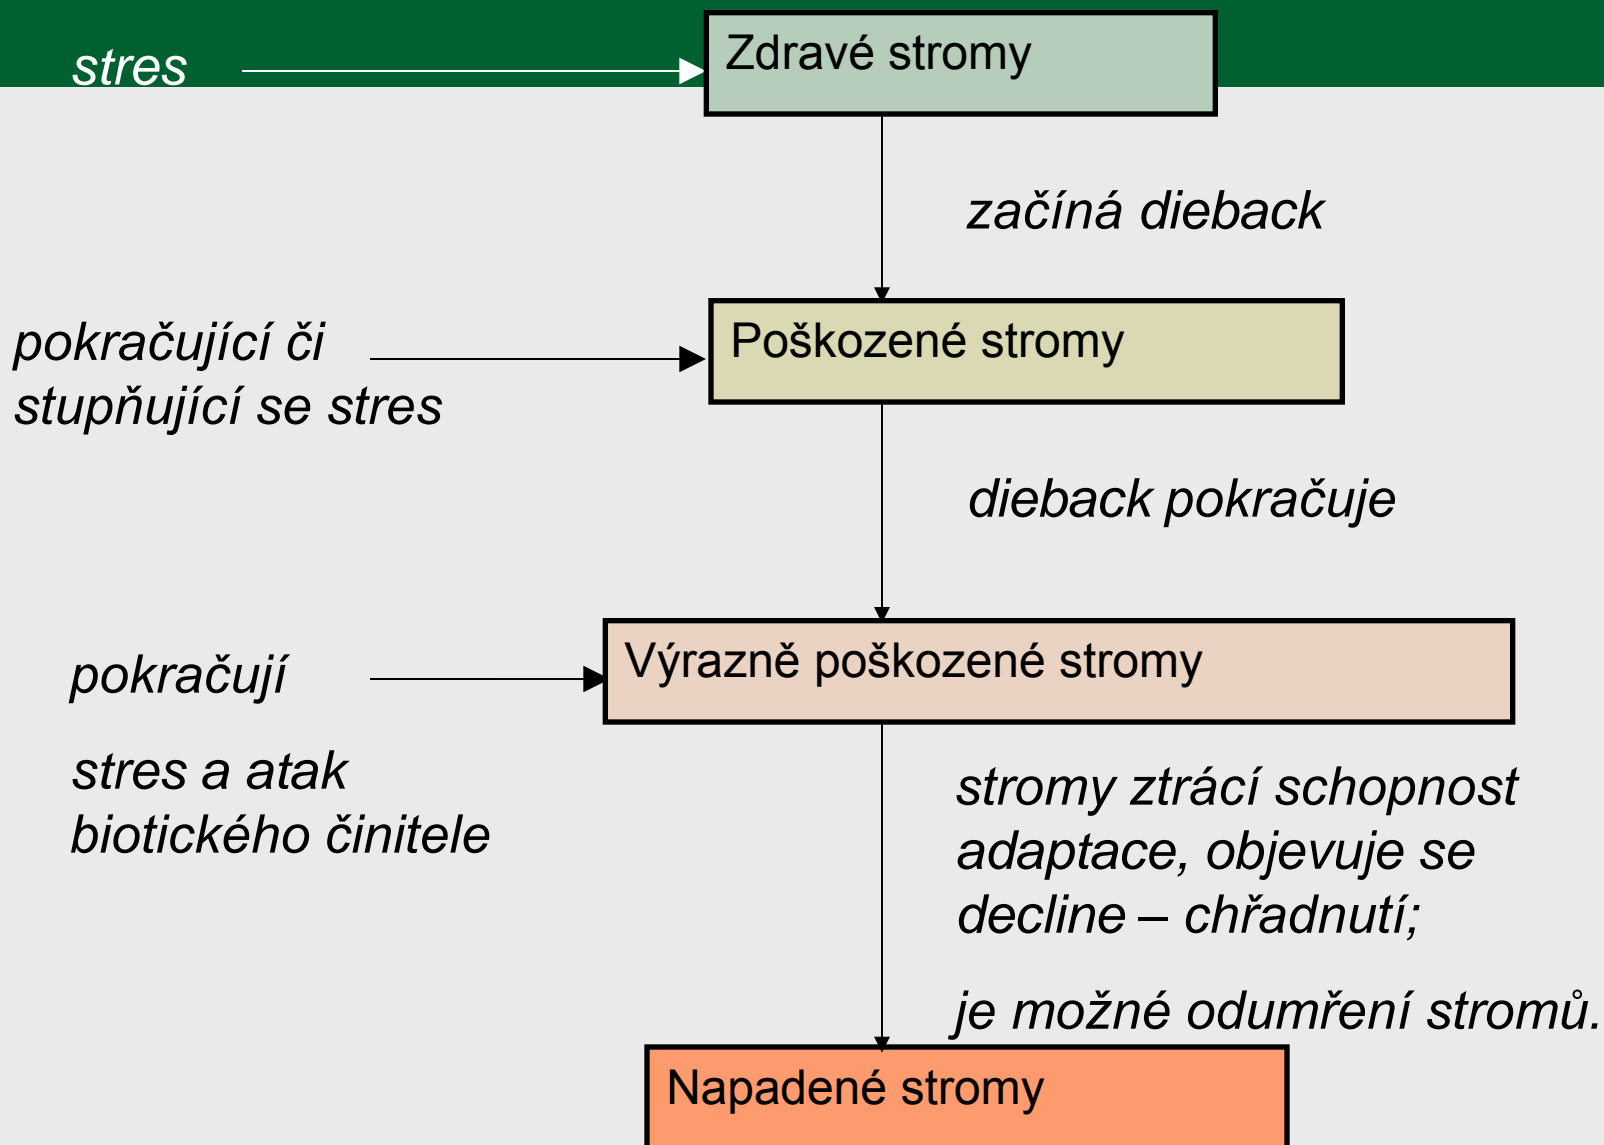 stres
Zdravé stromy
začíná dieback
pokračující či
stupňující se stres
Poškozené stromy
dieback pokračuje
pokračují
stres a atak
biotického činitele
Výrazně poškozené stromy
stromy ztrácí schopnost
adaptace, objevuje se
decline – chřadnutí;
je možné odumření stromů.
Napadené stromy